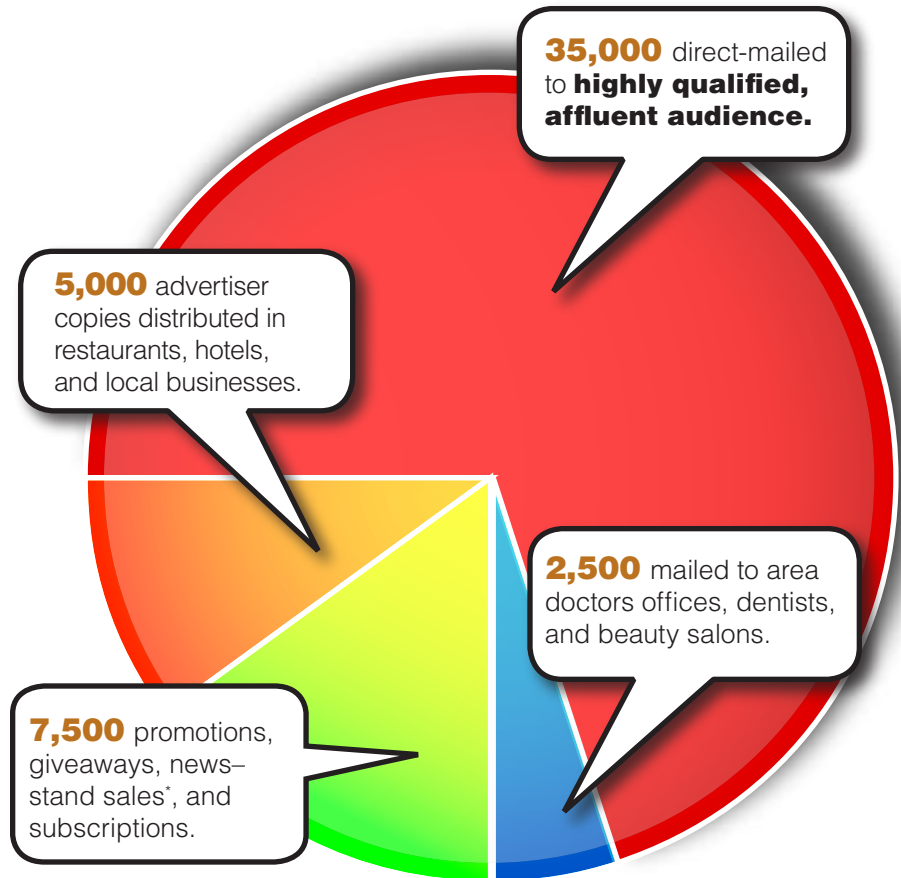 35,000 direct-mailed
to highly qualified,
affluent audience.
5,000 advertiser
copies distributed in
restaurants, hotels,
and local businesses.
2,500 mailed to area
doctors offices, dentists,
and beauty salons.
7,500 promotions,
giveaways, news–
stand sales*, and
subscriptions.